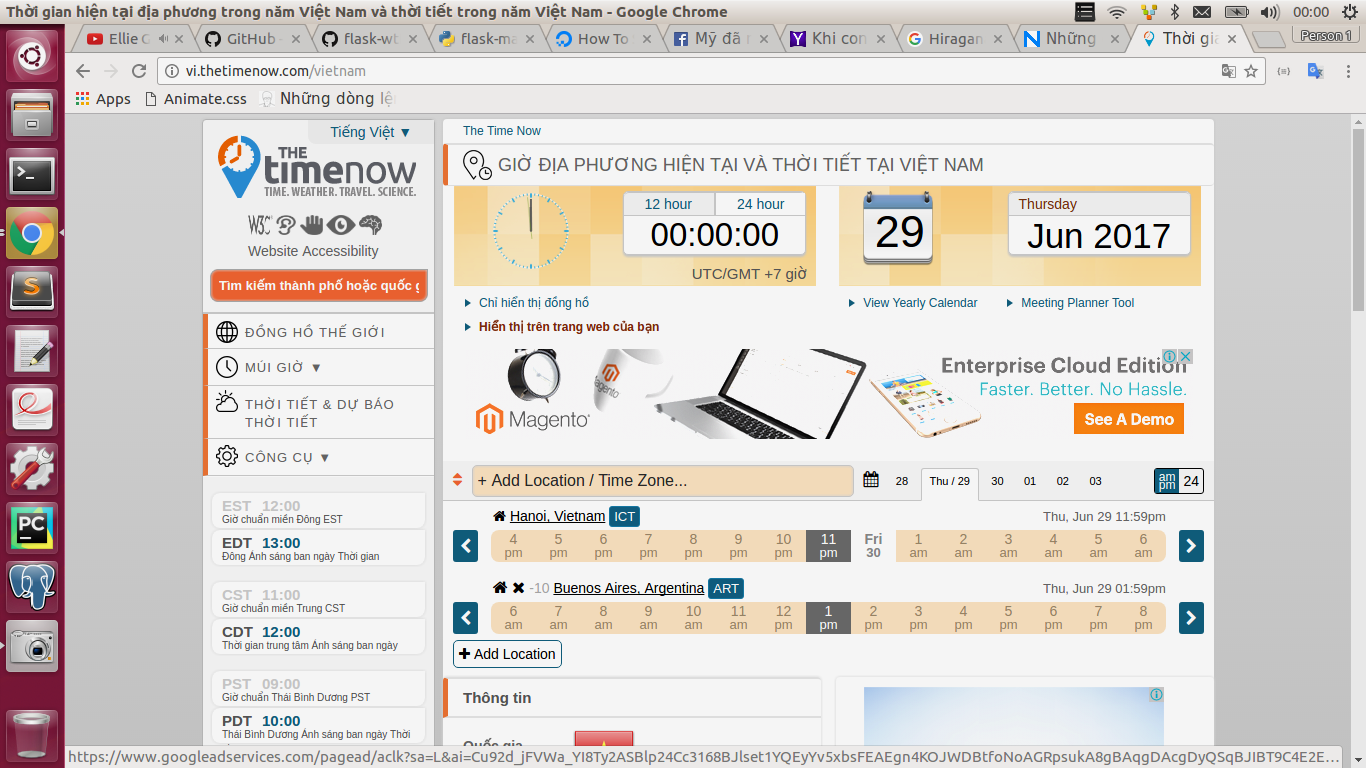 Thời gian hiện tại địa phương trong năm Việt Nam và thời tiết trong năm Việt Nam - Google Chrome
00:00
Ellie G
GitHub -
flask-wt
flask-ma
How To
Mỹ đã
Khi con
Hiragan
Những
Thời gia
Person 1
vi.thetimenow.com/vietnam
Apps
Animate.css
Những dòng lện
Tiếng Việt ▼
THE
timenow
TIME. WEATHER. TRAVEL. SCIENCE.
W3C
Website Accessibility
Tìm kiếm thành phố hoặc quốc g
ĐỒNG HỒ THẾ GIỚI
MÚI GIỜ ▼
THỜI TIẾT & DỰ BÁO
THỜI TIẾT
CÔNG CỤ ▼
EST 12:00
Giờ chuẩn miền Đông EST
EDT 13:00
Đông Ánh sáng ban ngày Thời gian
CST 11:00
Giờ chuẩn miền Trung CST
CDT 12:00
Thời gian trung tâm Ánh sáng ban ngày
PST 09:00
Giờ chuẩn Thái Bình Dương PST
PDT 10:00
Thái Bình Dương Ánh sáng ban ngày Thời
The Time Now
GIỜ ĐỊA PHƯƠNG HIỆN TẠI VÀ THỜI TIẾT TẠI VIỆT NAM
12 hour 24 hour
00:00:00
UTC/GMT +7 giờ
29
Thursday
Jun 2017
Chỉ hiển thị đồng hồ
Hiển thị trên trang web của bạn
View Yearly Calendar
Meeting Planner Tool
Magento
Enterprise Cloud Edition
Faster. Better. No Hassle.
See A Demo
+ Add Location / Time Zone...
28 Thu / 29 30 01 02 03
am pm 24
Hanoi, Vietnam ICT Thu, Jun 29 11:59pm
4 pm 5 pm 6 pm 7 pm 8 pm 9 pm 10 pm 11 pm Fri 30 1 am 2 am 3 am 4 am 5 am 6 am
-10 Buenos Aires, Argentina ART Thu, Jun 29 01:59pm
6 am 7 am 8 am 9 am 10 am 11 am 12 pm 1 pm 2 pm 3 pm 4 pm 5 pm 6 pm 7 pm 8 pm
+ Add Location
Thông tin
Quốc gia
https://www.googleadservices.com/pagead/aclk?sa=L&ai=Cu92d_jFVWa_YI8Ty2ASBlp24Cc3168BJlset1YQEyYv5xbsFEAEgn4KOJWDBtfoNoAGRpsukA8gBAqgDAcgDyQSqBJIBT9C4E2E...